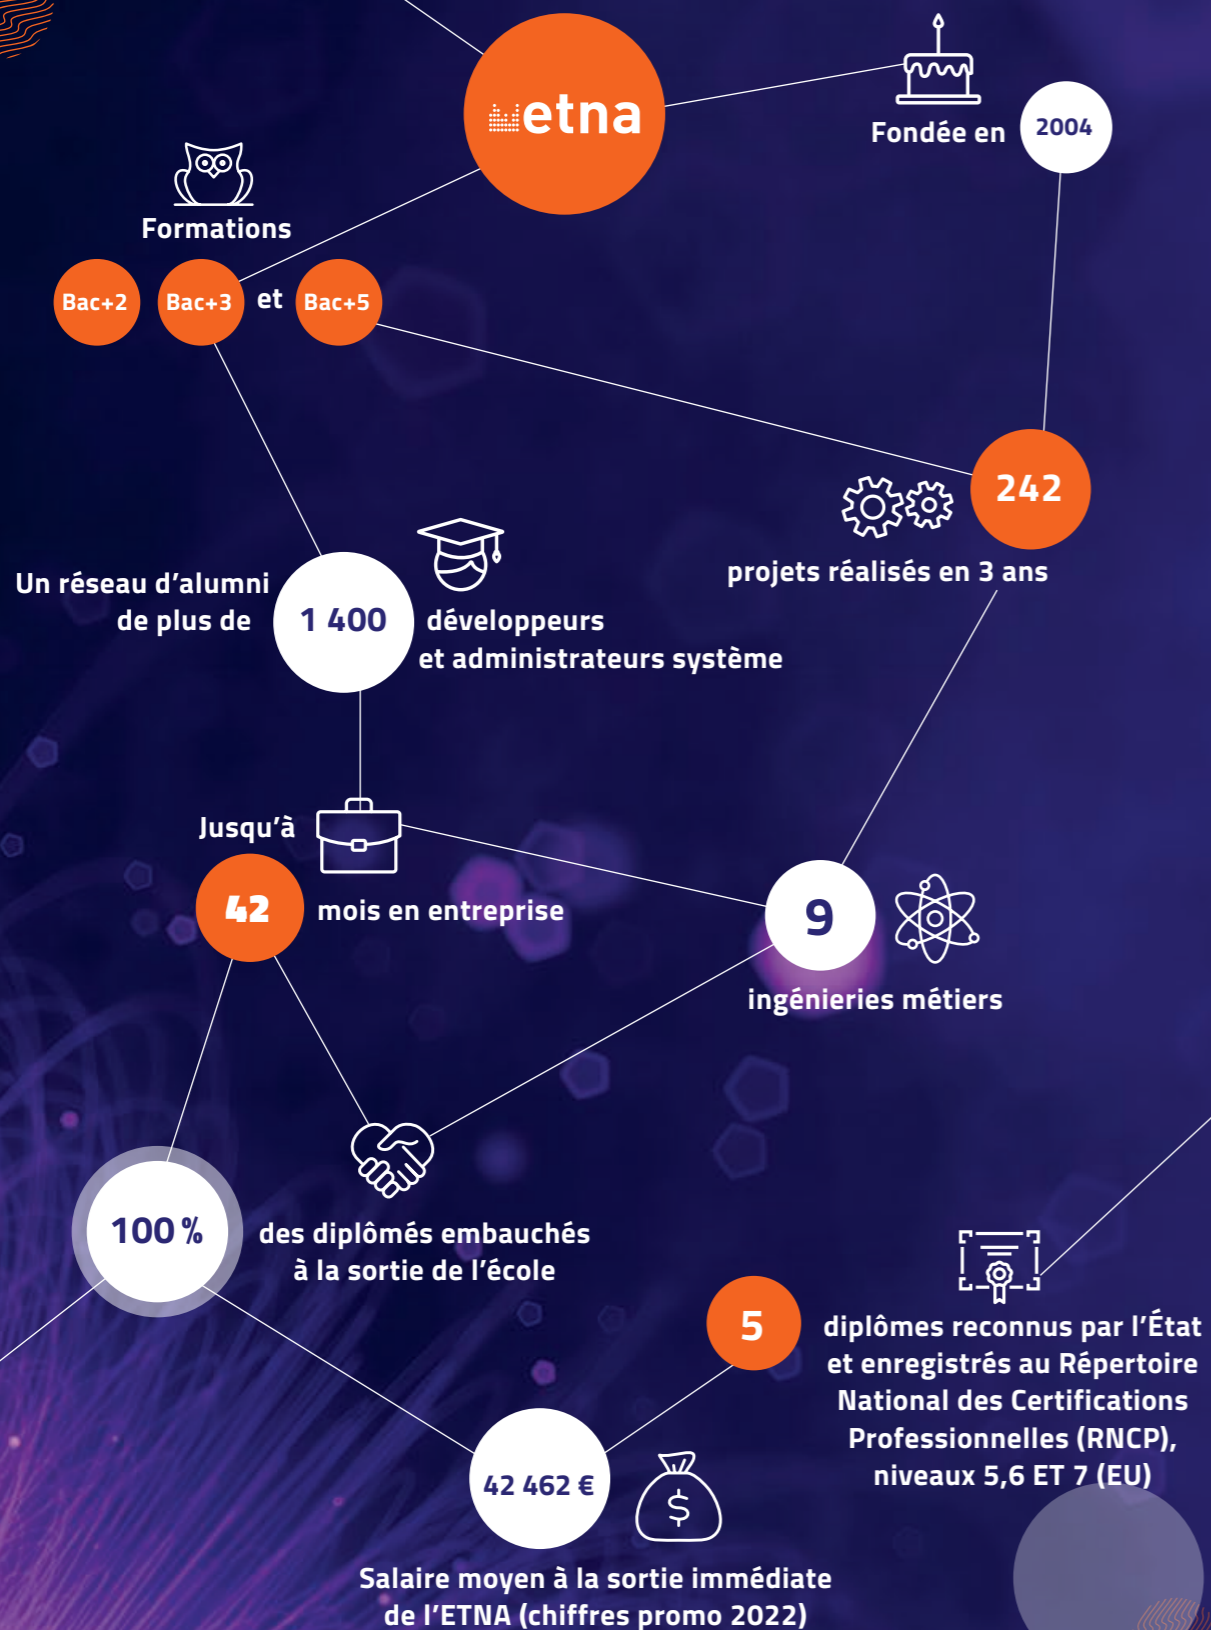 etna
Fondée en 2004
Formations
Bac+2 Bac+3 et Bac+5
242
projets réalisés en 3 ans
Un réseau d'alumni
de plus de 1 400 développeurs
et administrateurs système
Jusqu'à
42 mois en entreprise
9
ingénieries métiers
100 % des diplômés embauchés
à la sortie de l'école
5 diplômes reconnus par l'État
et enregistrés au Répertoire
National des Certifications
Professionnelles (RNCP),
niveaux 5,6 ET 7 (EU)
42 462 €
$
Salaire moyen à la sortie immédiate
de l'ETNA (chiffres promo 2022)